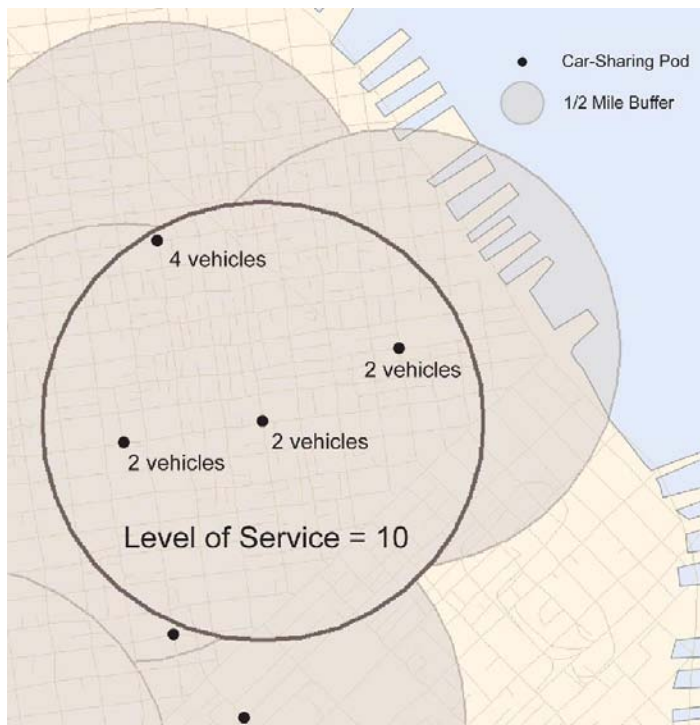 Car-Sharing Pod
1/2 Mile Buffer
4 vehicles
2 vehicles
2 vehicles
2 vehicles
Level of Service = 10